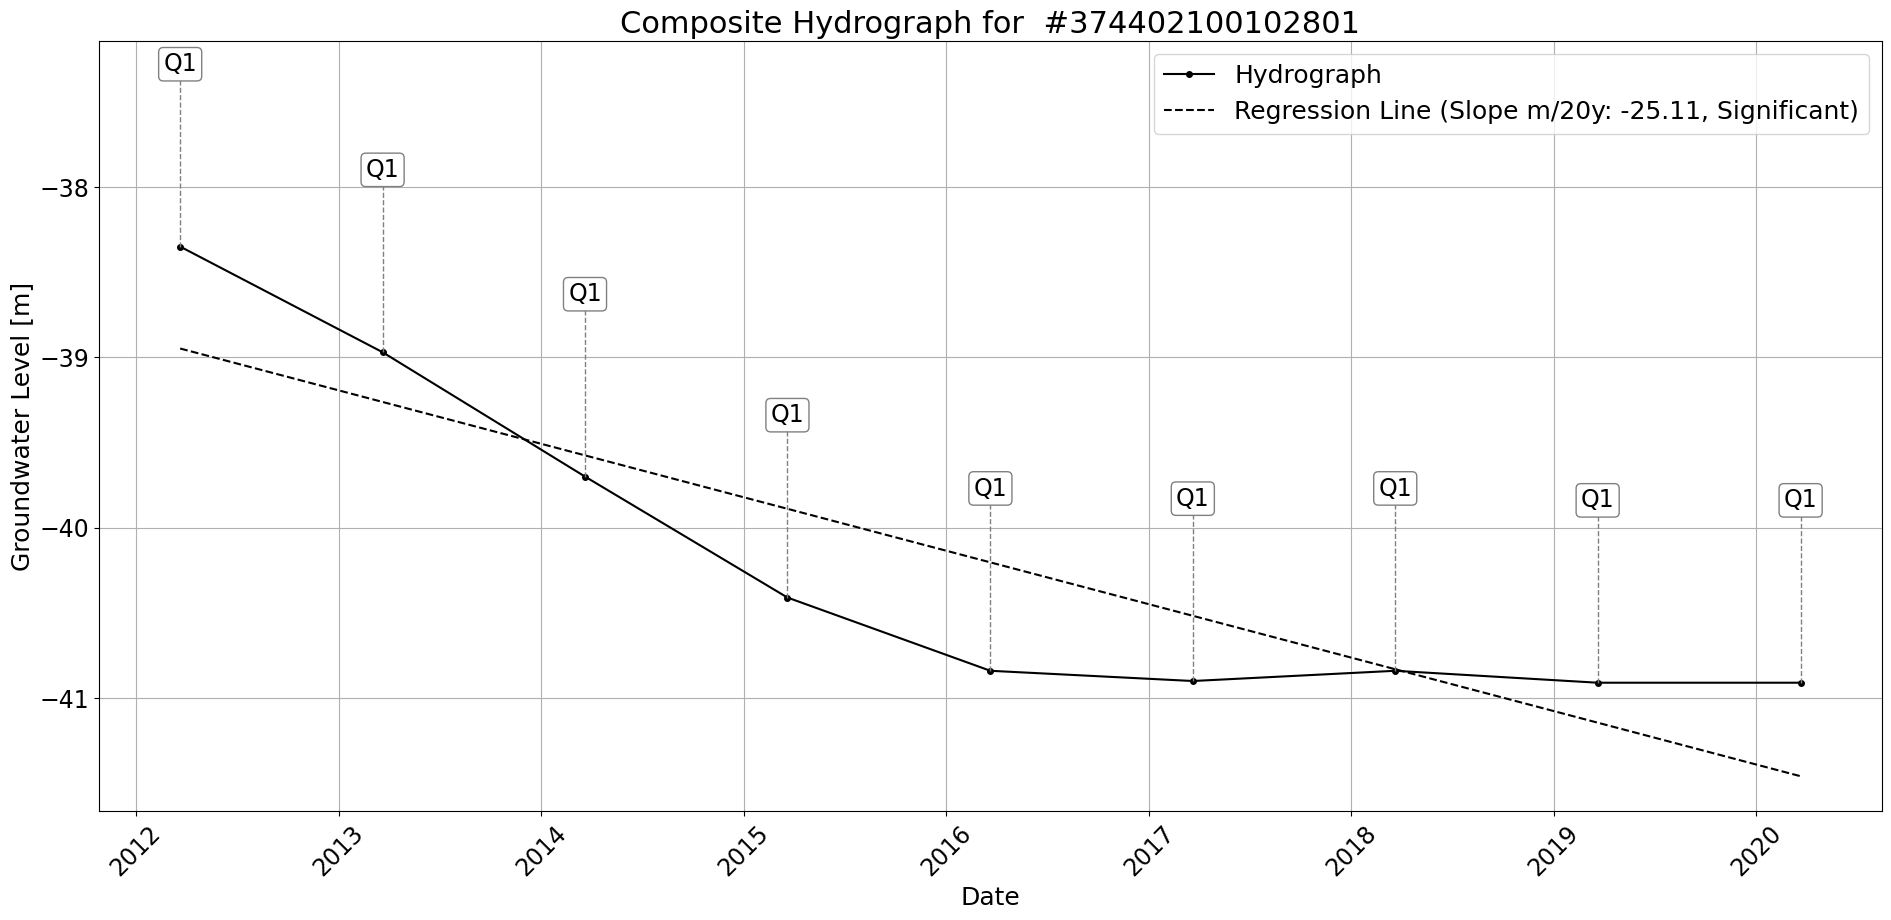 Composite Hydrograph for  #374402100102801
Hydrograph
Regression Line (Slope m/20y: -25.11, Significant)
Q1
Q1
Q1
Q1
Q1
Q1
Q1
Q1
Q1
−38
−39
−40
−41
Groundwater Level [m]
2012
2013
2014
2015
2016
2017
2018
2019
2020
Date